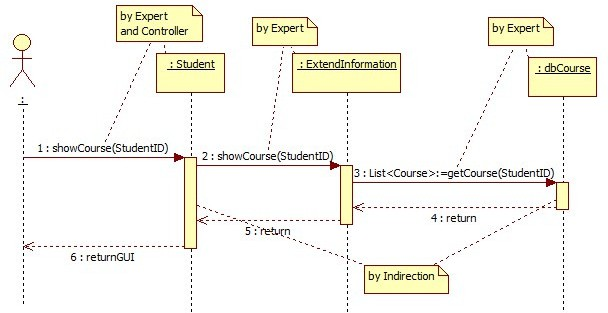 by Expert
and Controller
by Expert
by Expert
: Student
: ExtendInformation
: dbCourse
:
1 : showCourse(StudentID)
2 : showCourse(StudentID)
3 : List<Course>:=getCourse(StudentID)
4 : return
5 : return
6 : returnGUI
by Indirection